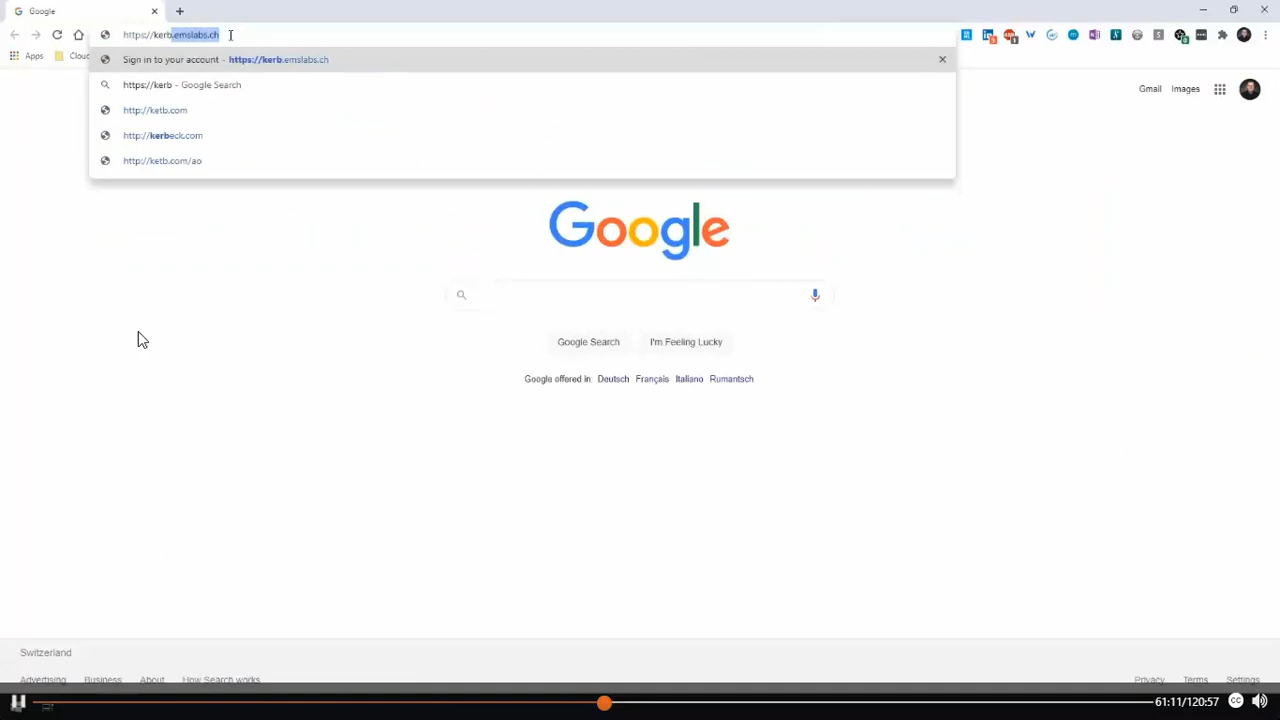 Google
https://kerb.emslabs.ch
Apps
Cloud
Sign in to your account - https://kerb.emslabs.ch
https://kerb - Google Search
http://ketb.com
http://kerbeck.com
http://ketb.com/ao
Gmail Images
Google
Google Search I'm Feeling Lucky
Google offered in: Deutsch Français Italiano Rumantsch
Switzerland
Advertising Business About How Search works Privacy Terms Settings
61:11/120:57 CC